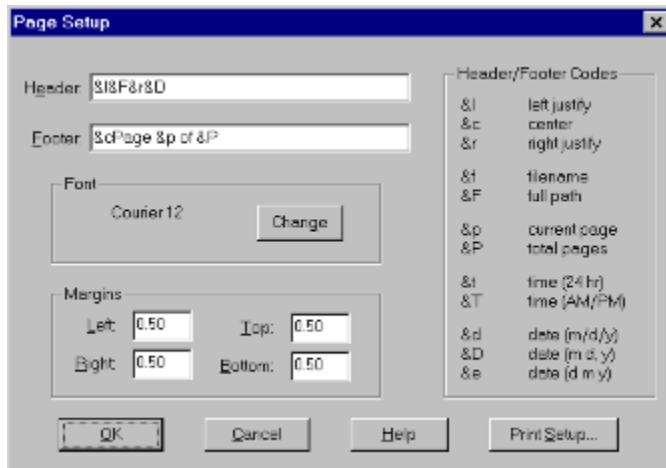 Page Setup
Header: &l&F&r&D
Footer: &cPage &p of &P
Font
Courier 12
Change
Margins
Left: 0.50 Top: 0.50
Right: 0.50 Bottom: 0.50
Header/Footer Codes
&l left justify
&c center
&r right justify
&f filename
&F full path
&p current page
&P total pages
&t time (24 hr)
&T time (AM/PM)
&d date (m/d/y)
&D date (m d, y)
&e date (d m y)
OK Cancel Help Print Setup...